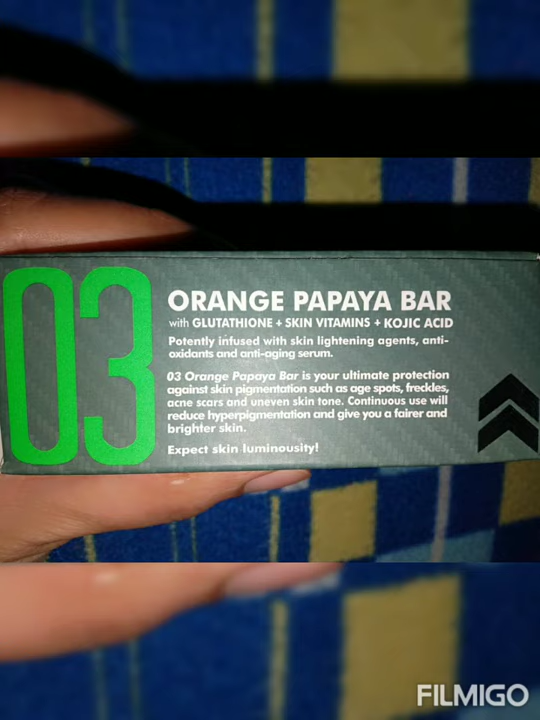 03
ORANGE PAPAYA BAR
with GLUTATHIONE + SKIN VITAMINS + KOJIC ACID
Potently infused with skin lightening agents, anti-
oxidants and anti-aging serum.
03 Orange Papaya Bar is your ultimate protection
against skin pigmentation such as age spots, freckles,
acne scars and uneven skin tone. Continuous use will
reduce hyperpigmentation and give you a fairer and
brighter skin.
Expect skin luminousity!
FILMIGO